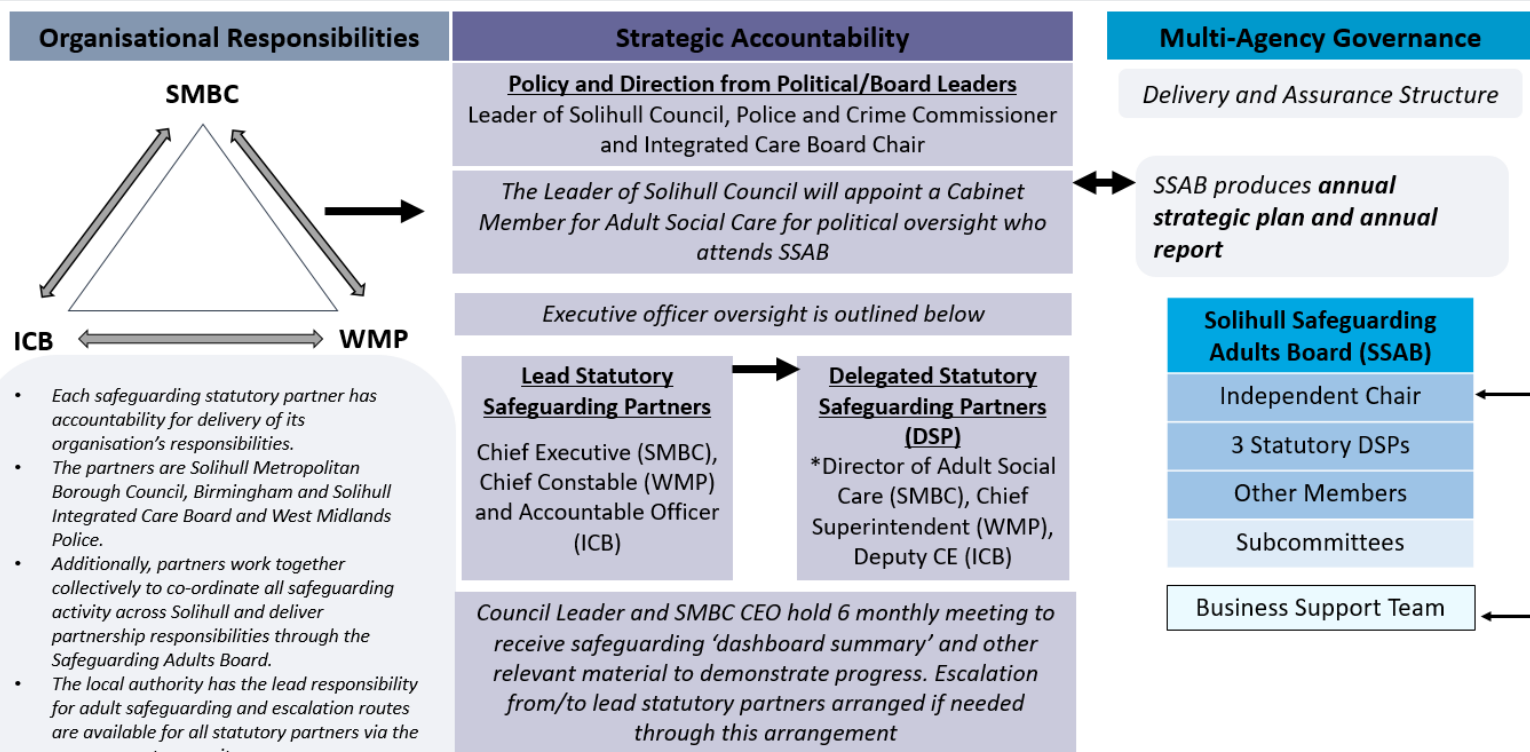 Organisational Responsibilities
SMBC
ICB
WMP
• Each safeguarding statutory partner has
accountability for delivery of its
organisation’s responsibilities.
• The partners are Solihull Metropolitan
Borough Council, Birmingham and Solihull
Integrated Care Board and West Midlands
Police.
• Additionally, partners work together
collectively to co-ordinate all safeguarding
activity across Solihull and deliver
partnership responsibilities through the
Safeguarding Adults Board.
• The local authority has the lead responsibility
for adult safeguarding and escalation routes
are available for all statutory partners via the
Strategic Accountability
Policy and Direction from Political/Board Leaders
Leader of Solihull Council, Police and Crime Commissioner
and Integrated Care Board Chair
The Leader of Solihull Council will appoint a Cabinet
Member for Adult Social Care for political oversight who
attends SSAB
Executive officer oversight is outlined below
Lead Statutory
Safeguarding Partners
Chief Executive (SMBC),
Chief Constable (WMP)
and Accountable Officer
(ICB)
Delegated Statutory
Safeguarding Partners
(DSP)
*Director of Adult Social
Care (SMBC), Chief
Superintendent (WMP),
Deputy CE (ICB)
Council Leader and SMBC CEO hold 6 monthly meeting to
receive safeguarding ‘dashboard summary’ and other
relevant material to demonstrate progress. Escalation
from/to lead statutory partners arranged if needed
through this arrangement
Multi-Agency Governance
Delivery and Assurance Structure
SSAB produces annual
strategic plan and annual
report
Solihull Safeguarding
Adults Board (SSAB)
Independent Chair
3 Statutory DSPs
Other Members
Subcommittees
Business Support Team